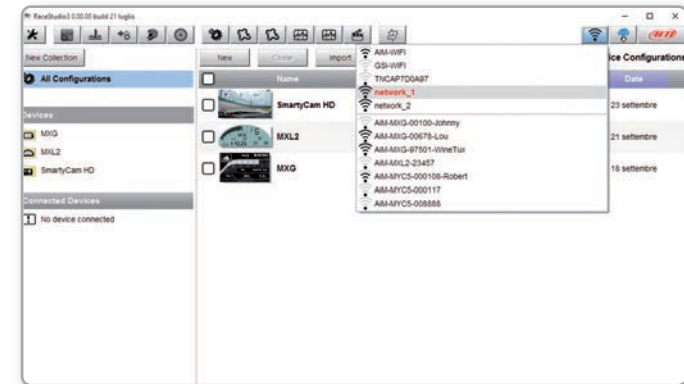 RaceStudio3 0.00.00 build 21 luglio
New Collection
All Configurations
Devices
MXG
MXL2
SmartyCam HD
Connected Devices
No device connected
New
Clone
Import
Name
SmartyCam HD
MXL2
MXG
AiM-WIFI
GSI-WIFI
TNCAP7D0A97
network_1
network_2
AiM-MXG-00100-Johnny
AiM-MXG-00678-Lou
AiM-MXG-97501-WineTux
AiM-MXL2-23457
AiM-MYC5-000108-Robert
AiM-MYC5-000117
AiM-MYC5-008888
ice Configurations
Date
23 settembre
21 settembre
18 settembre